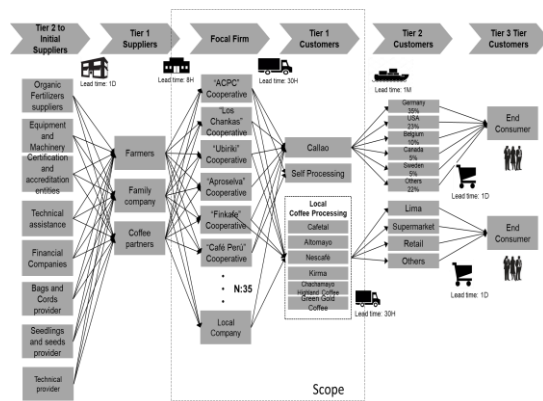 Tier 2 to
Initial
Suppliers
Tier 1
Suppliers
Focal Firm
Tier 1
Customers
Tier 2
Customers
Tier 3 Tier
Customers
Lead time: 1D
Lead time: 8H
Lead time: 30H
Lead time: 1M
Organic
Fertilizers
suppliers
Equipment and
Machinery
Certification and
accreditation
entities
Technical
assistance
Financial
Companies
Bags and
Cords provider
Seedlings and
seeds provider
Technical
provider
Farmers
Family
company
Coffee
partners
“ACPC”
Cooperative
“Los
Chankas”
Cooperative
“Ubiriki”
Cooperative
“Aproselva”
Cooperative
“Finkafe”
Cooperative
“Café Perú”
Cooperative
N:35
Local
Company
Callao
Self Processing
Local
Coffee Processing
Cafetal
Altomayo
Nescafé
Kirma
Chachamayo
Highland Coffee
Green Gold
Coffee
Lead time: 30H
Scope
Germany
35%
USA
23%
Belgium
10%
Canada
5%
Sweden
5%
Others
22%
Lead time: 1D
Lima
Supermarket
Retail
Others
Lead time: 1D
End
Consumer
End
Consumer